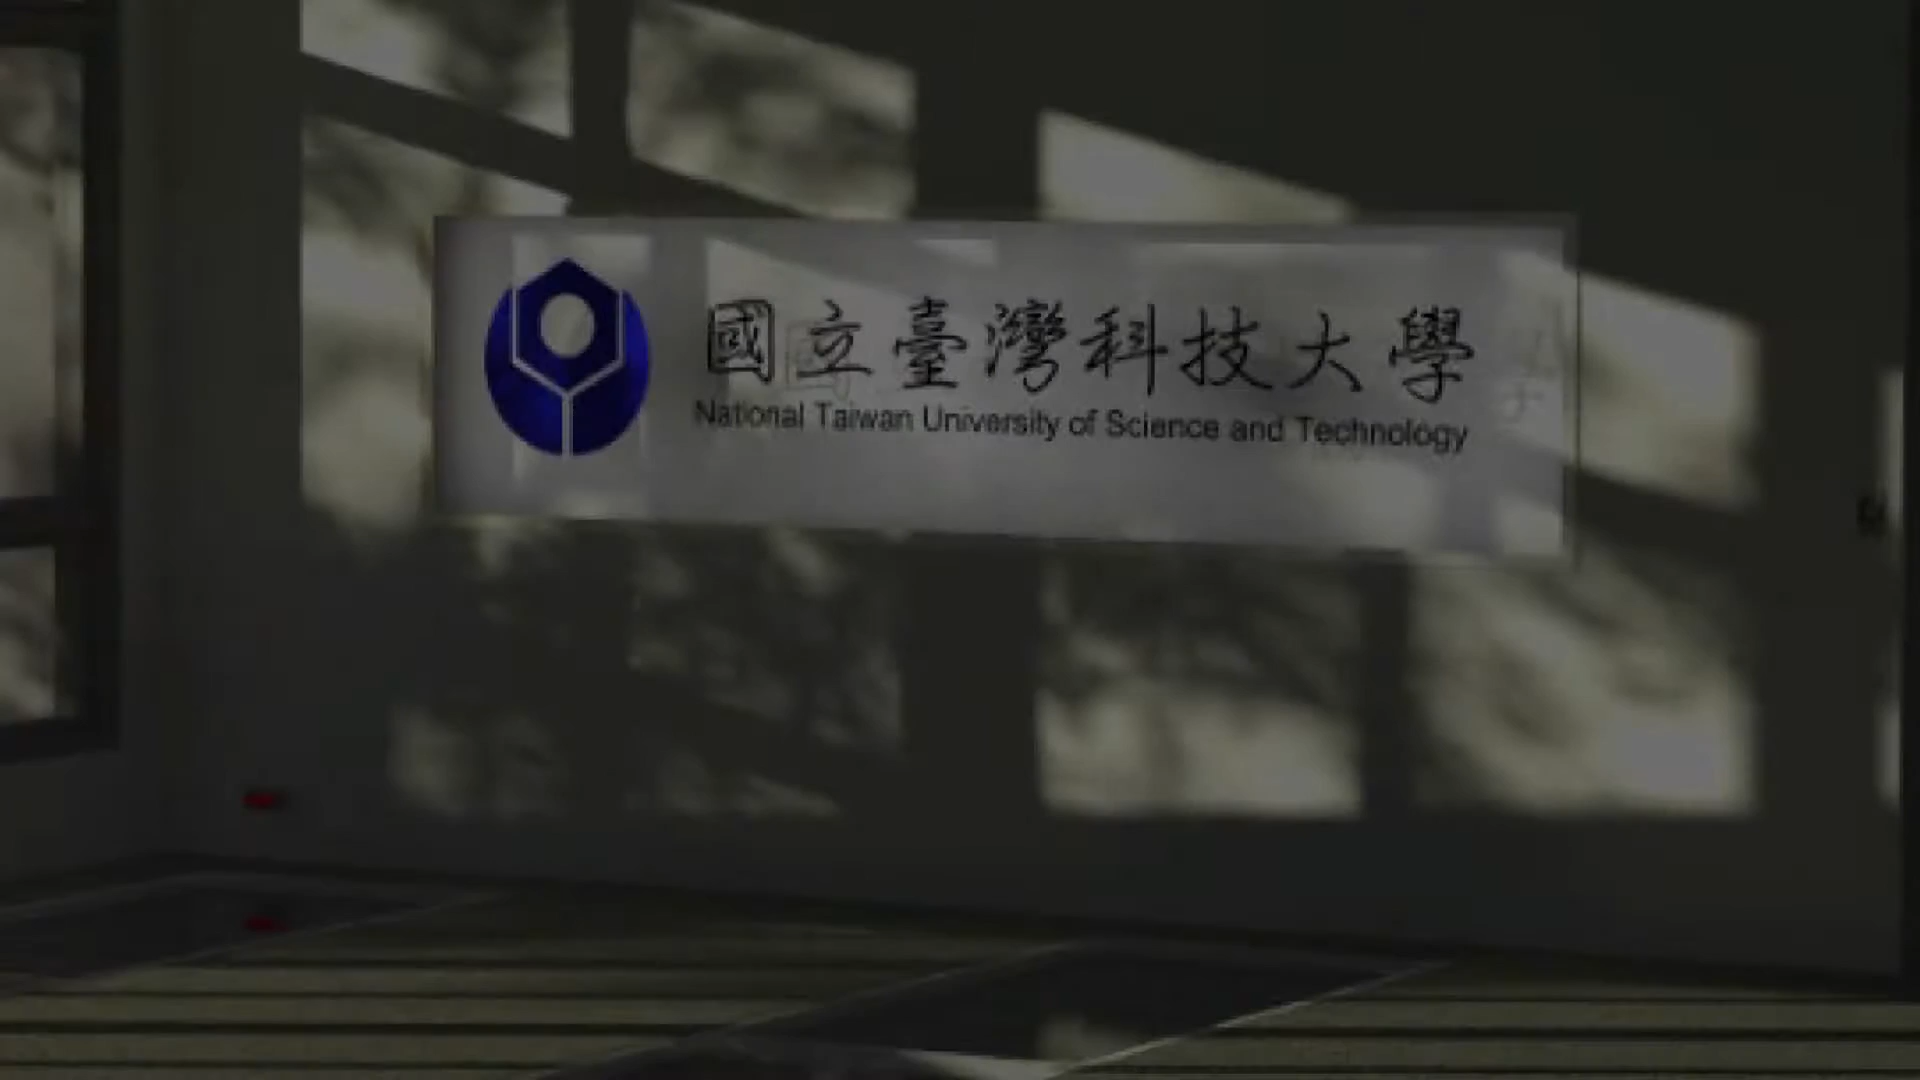 國立臺灣科技大學
National Taiwan University of Science and Technology